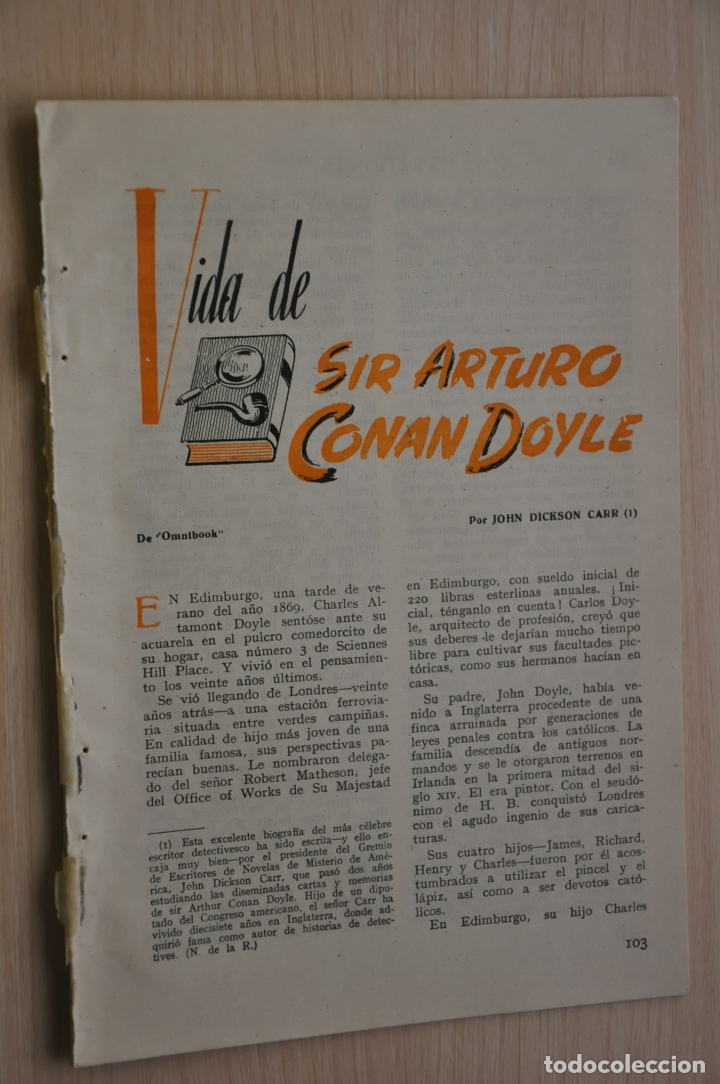 Vida de
SIR ARTURO
CONAN DOYLE
De "Omnibook"
Por JOHN DICKSON CARR (1)
EN Edimburgo, una tarde de ve-
rano del año 1869, Charles Al-
tamont Doyle sentóse ante su
acuarela en el pulcro comedorcito de
su hogar, casa número 3 de Sciennes
Hill Place. Y vivió en el pensamien-
to los veinte años últimos.
Se vió llegando de Londres—veinte
años atrás—a una estación ferrovia-
ria situada entre verdes campiñas.
En calidad de hijo más joven de una
familia famosa, sus perspectivas pa-
recían buenas. Le nombraron delega-
do del señor Robert Matheson, jefe
del Office of Works de Su Majestad
(1) Esta excelente biografía del más célebre
escritor detectivesco ha sido escrita—y ello en-
caja muy bien—por el presidente del Gremio
de Escritores de Novelas de Misterio de Amé-
rica, John Dickson Carr, que pasó dos años
estudiando las diseminadas cartas y memorias
de sir Arthur Conan Doyle. Hijo de un dipu-
tado del Congreso americano, el señor Carr ha
vivido diecisiete años en Inglaterra, donde ad-
quirió fama como autor de historias de detec-
tives. (N. de la R.)
en Edimburgo, con sueldo inicial de
220 libras esterlinas anuales. ¡Ini-
cial, ténganlo en cuenta! Carlos Doy-
le, arquitecto de profesión, creyó que
sus deberes le dejarían mucho tiempo
libre para cultivar sus facultades pic-
tóricas, como sus hermanos hacían en
casa.
Su padre, John Doyle, había ve-
nido a Inglaterra procedente de una
finca arruinada por generaciones de
leyes penales contra los católicos. La
familia descendía de antiguos nor-
mandos y se le otorgaron terrenos en
Irlanda en la primera mitad del si-
glo XIV. El era pintor. Con el seudó-
nimo de H. B. conquistó Londres
con el agudo ingenio de sus carica-
turas.
Sus cuatro hijos—James, Richard,
Henry y Charles—fueron por él acos-
tumbrados a utilizar el pincel y el
lápiz, así como a ser devotos cató-
licos.
En Edimburgo, su hijo Charles
103
todocoleccion